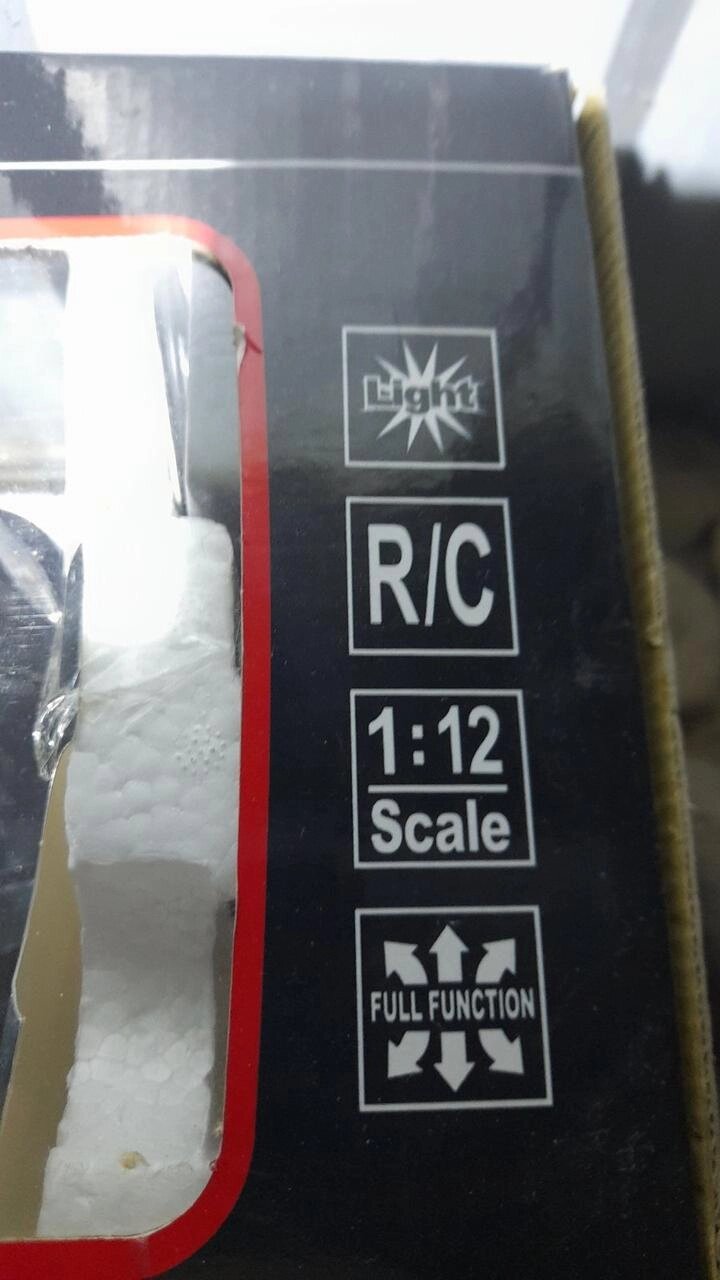 Light
R/C
1:12
Scale
FULL FUNCTION